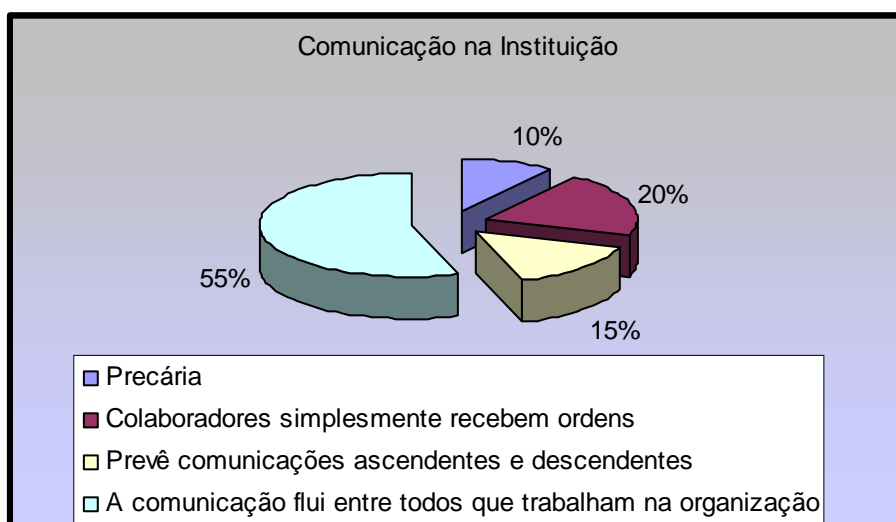 Comunicação na Instituição
10%
20%
55%
15%
Precária
Colaboradores simplesmente recebem ordens
Prevê comunicações ascendentes e descendentes
A comunicação flui entre todos que trabalham na organização